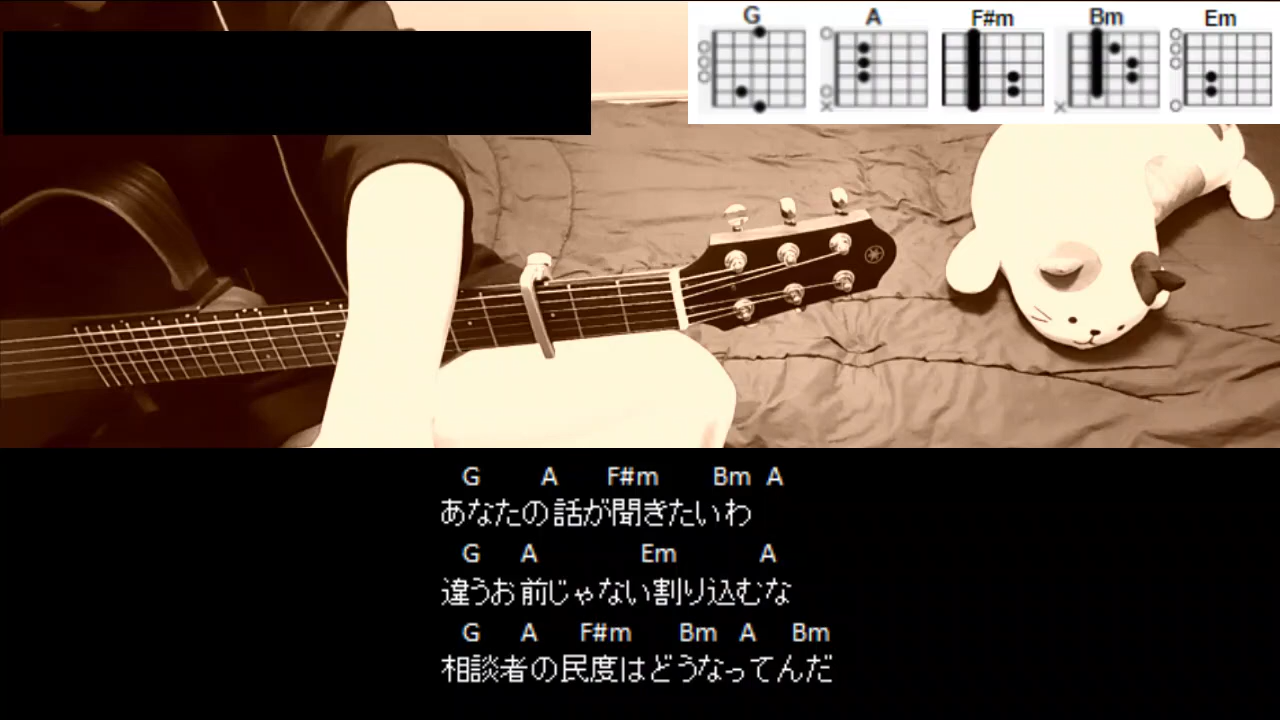 G A F#m Bm Em
G A F#m Bm A
あなたの話が聞きたいわ
G A Em A
違うお前じゃない割り込むな
G A F#m Bm A Bm
相談者の民度はどうなってんだ